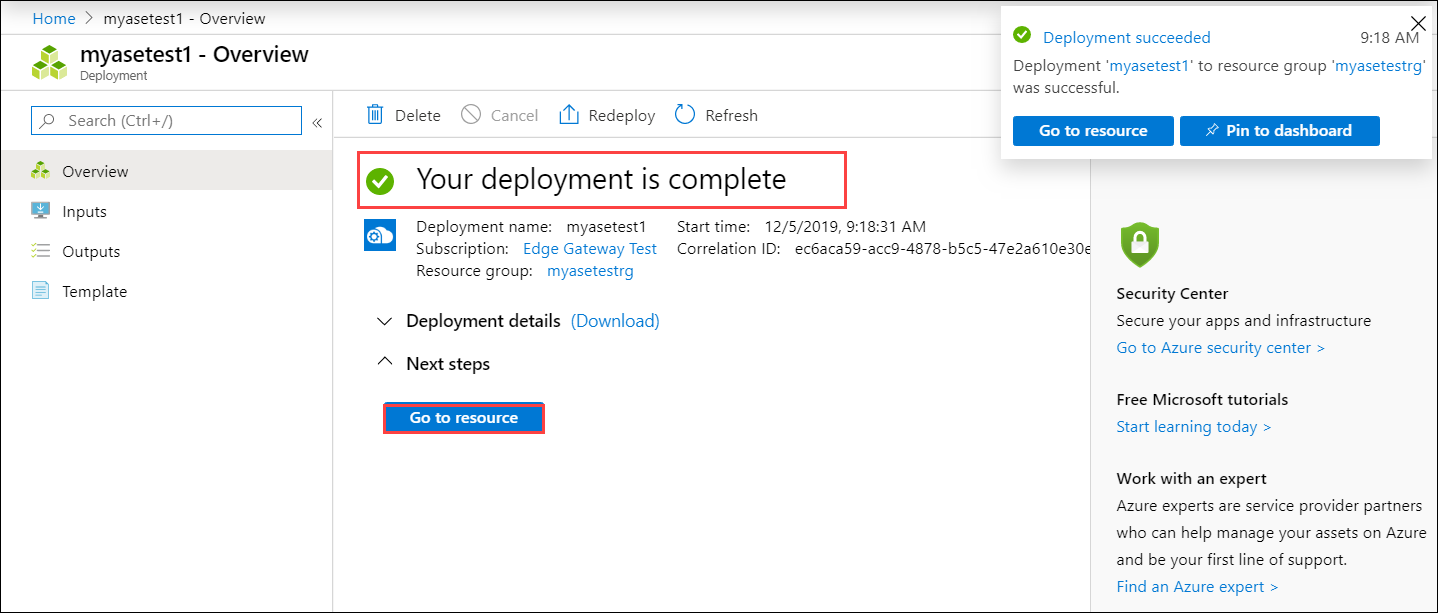 Home > myasetest1 - Overview
myasetest1 - Overview
Deployment
Search (Ctrl+/)
«
Overview
Inputs
Outputs
Template
Delete Cancel Redeploy Refresh
Your deployment is complete
Deployment name: myasetest1 Start time: 12/5/2019, 9:18:31 AM
Subscription: Edge Gateway Test Correlation ID: ec6aca59-acc9-4878-b5c5-47e2a610e30e
Resource group: myasetestrg
Deployment details (Download)
Next steps
Go to resource
Deployment succeeded 9:18 AM
Deployment 'myasetest1' to resource group 'myasetestrg'
was successful.
Go to resource Pin to dashboard
Security Center
Secure your apps and infrastructure
Go to Azure security center >
Free Microsoft tutorials
Start learning today >
Work with an expert
Azure experts are service provider partners
who can help manage your assets on Azure
and be your first line of support.
Find an Azure expert >